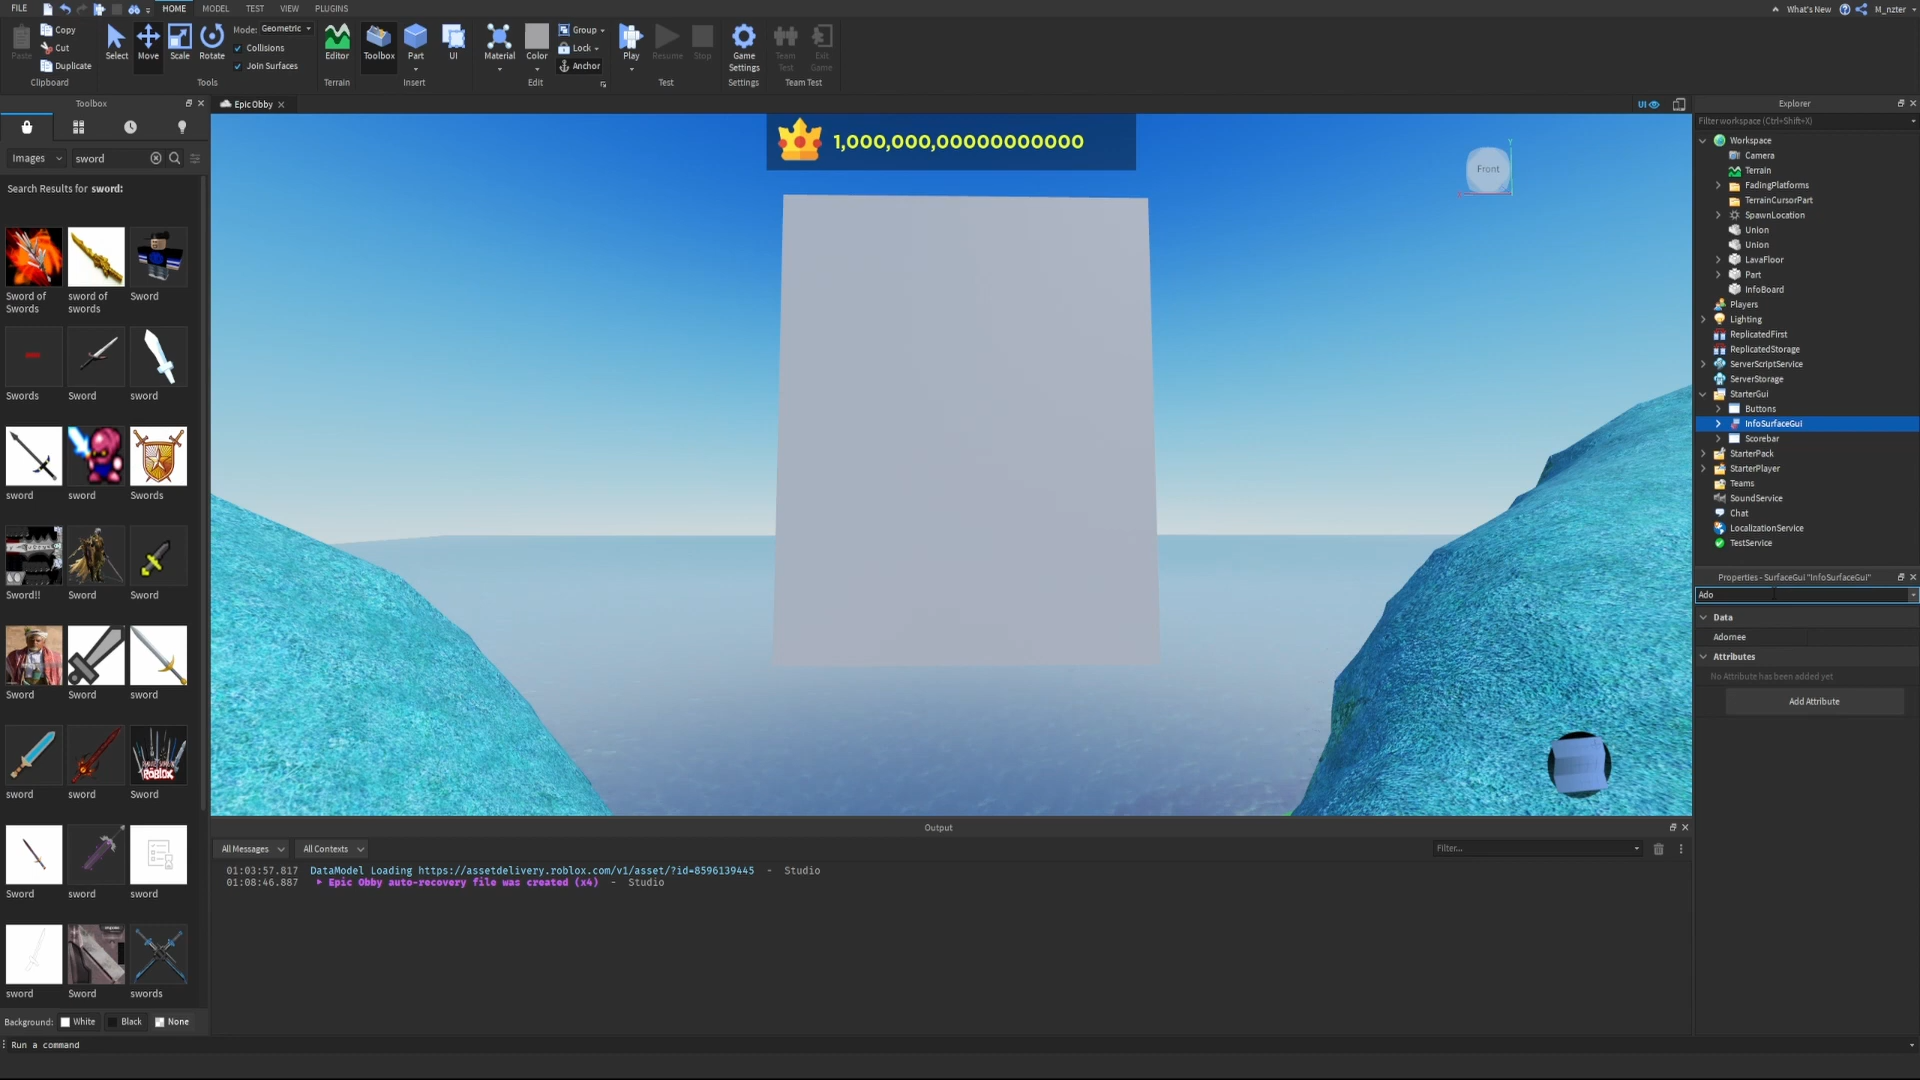 FILE HOME MODEL TEST VIEW PLUGINS What's New M_nzter
Paste Copy Cut Duplicate Clipboard
Select Move Scale Rotate Mode: Geometric Collisions Join Surfaces Tools
Editor Terrain
Toolbox Part UI Insert
Material Color Group Lock Anchor Edit
Play Resume Stop Test
Game Settings Settings
Team Test Exit Game Team Test
Toolbox
Images sword
Search Results for sword:
Sword of Swords sword of swords Sword
Swords Sword sword
sword sword Swords
Sword!! Sword Sword
Sword sword sword
sword sword Sword
ROBLOX
Sword Sword Sword
sword Sword swords
Background: White Black None
Run a command
Epic Obby UI
1,000,000,00000000000
Front
Y
Output
All Messages All Contexts Filter...
01:03:57.817 DataModel Loading https://assetdelivery.roblox.com/v1/asset/?id=8596139445 - Studio
01:08:46.887 Epic Obby auto-recovery file was created (x4) - Studio
Explorer
Filter workspace (Ctrl+Shift+X)
Workspace
Camera
Terrain
FadingPlatforms
TerrainCursorPart
SpawnLocation
Union
Union
LavaFloor
Part
InfoBoard
Players
Lighting
ReplicatedFirst
ReplicatedStorage
ServerScriptService
ServerStorage
StarterGui
Buttons
InfoSurfaceGui
Scorebar
StarterPack
StarterPlayer
Teams
SoundService
Chat
LocalizationService
TestService
Properties - SurfaceGui "InfoSurfaceGui"
Ado
Data
Adornee
Attributes
No Attribute has been added yet
Add Attribute